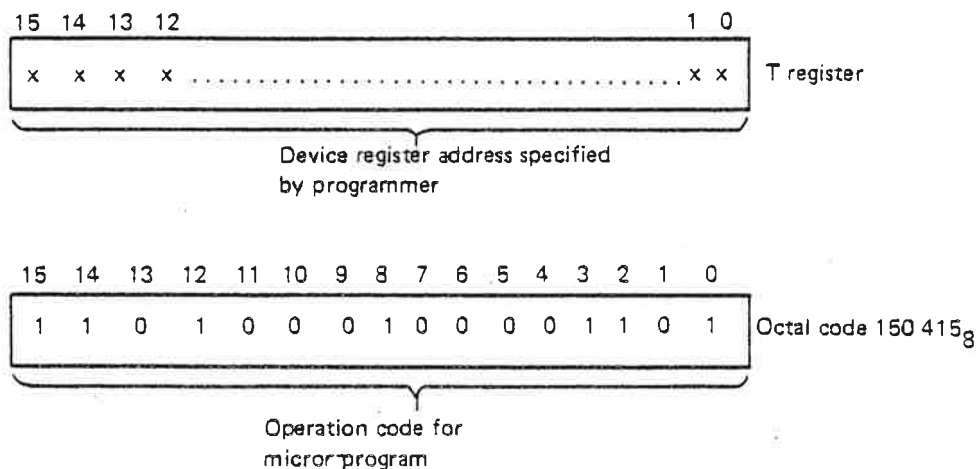 15 14 13 12 1 0
x x x x ........................................ x x T register
Device register address specified
by programmer
15 14 13 12 11 10 9 8 7 6 5 4 3 2 1 0
1 1 0 1 0 0 0 1 0 0 0 0 1 1 0 1 Octal code 150 415₈
Operation code for
micror-program